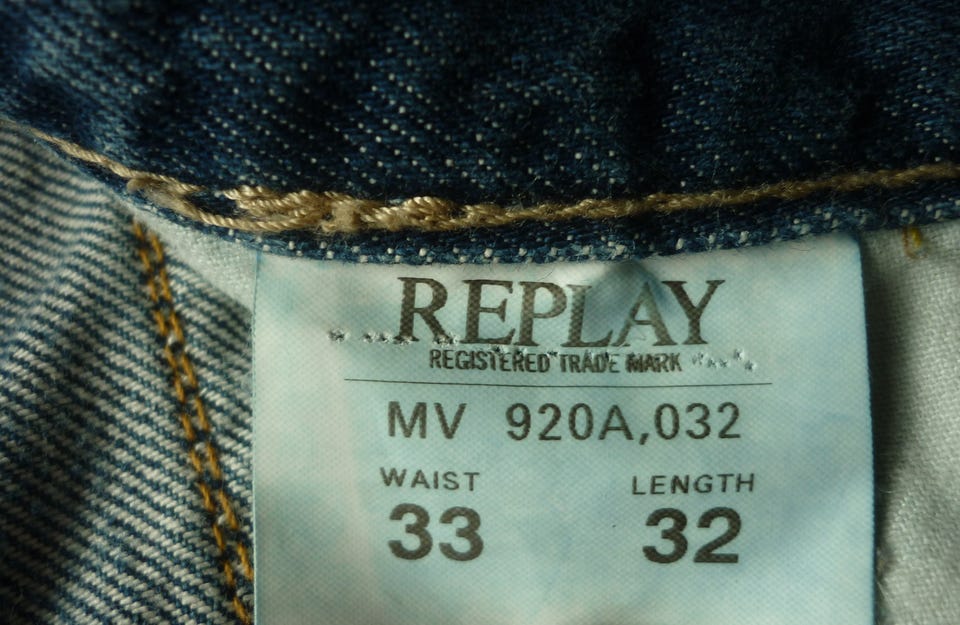 REPLAY
REGISTERED TRADE MARK
MV 920A,032
WAIST LENGTH
33 32